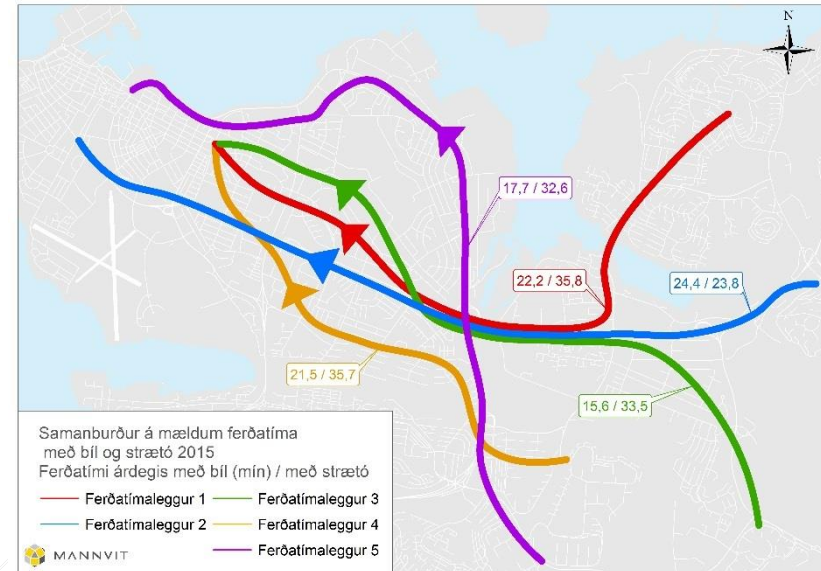 N
17,7 / 32,6
22,2 / 35,8
24,4 / 23,8
21,5 / 35,7
15,6 / 33,5
Samanburður á mældum ferðatíma
með bíl og strætó 2015
Ferðatími árdegis með bíl (mín) / með strætó
Ferðatímaleggur 1
Ferðatímaleggur 3
Ferðatímaleggur 2
Ferðatímaleggur 4
Ferðatímaleggur 5
MANNVIT